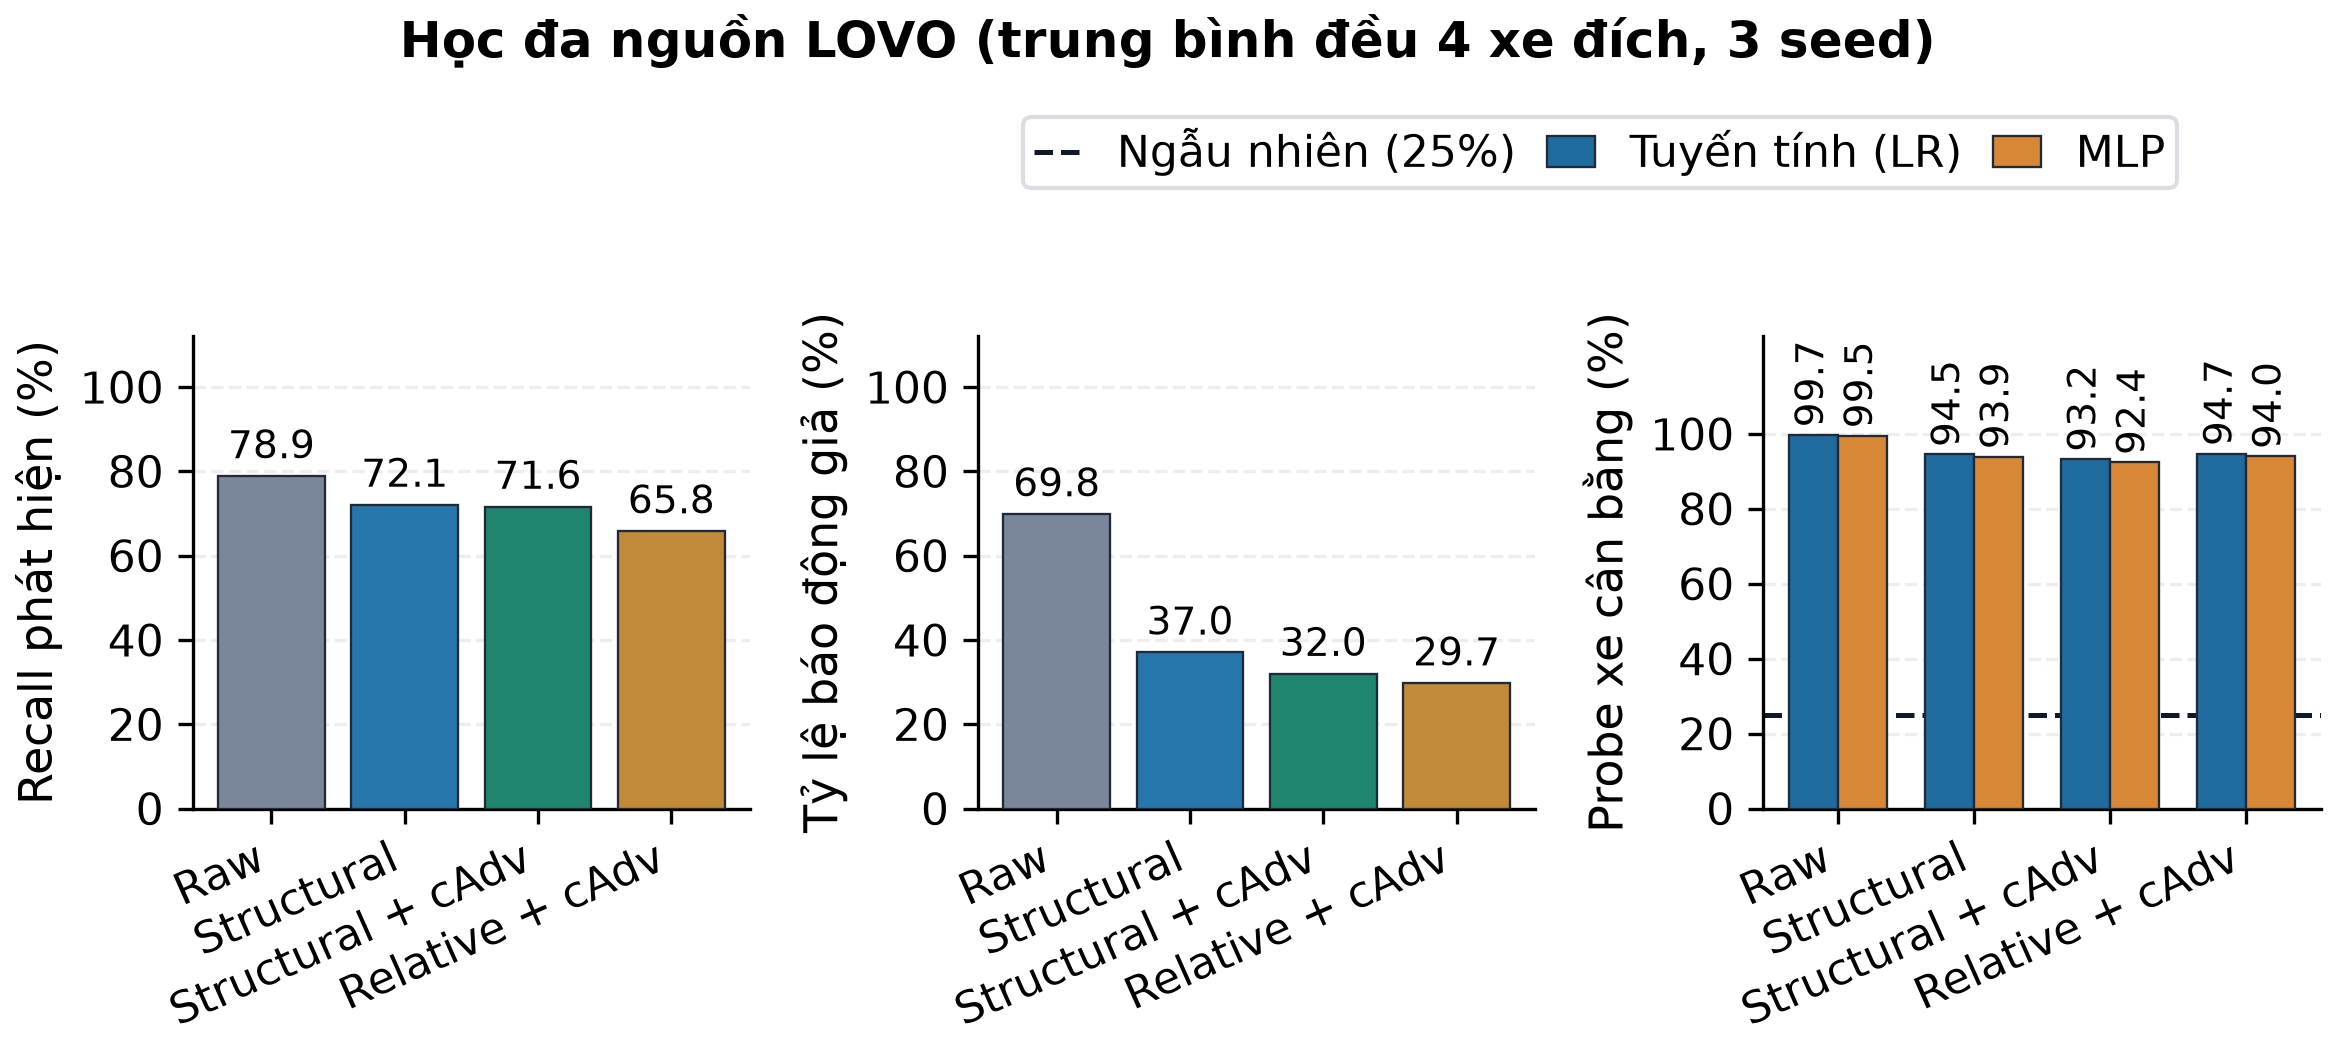 Học đa nguồn LOVO (trung bình đều 4 xe đích, 3 seed)
Ngẫu nhiên (25%) Tuyến tính (LR) MLP
Recall phát hiện (%)
100
80
60
40
20
0
78.9
72.1
71.6
65.8
Raw
Structural
Structural + cAdv
Relative + cAdv
Tỷ lệ báo động giả (%)
100
80
60
40
20
0
69.8
37.0
32.0
29.7
Raw
Structural
Structural + cAdv
Relative + cAdv
Probe xe cân bằng (%)
100
80
60
40
20
0
99.7
99.5
94.5
93.9
93.2
92.4
94.7
94.0
Raw
Structural
Structural + cAdv
Relative + cAdv